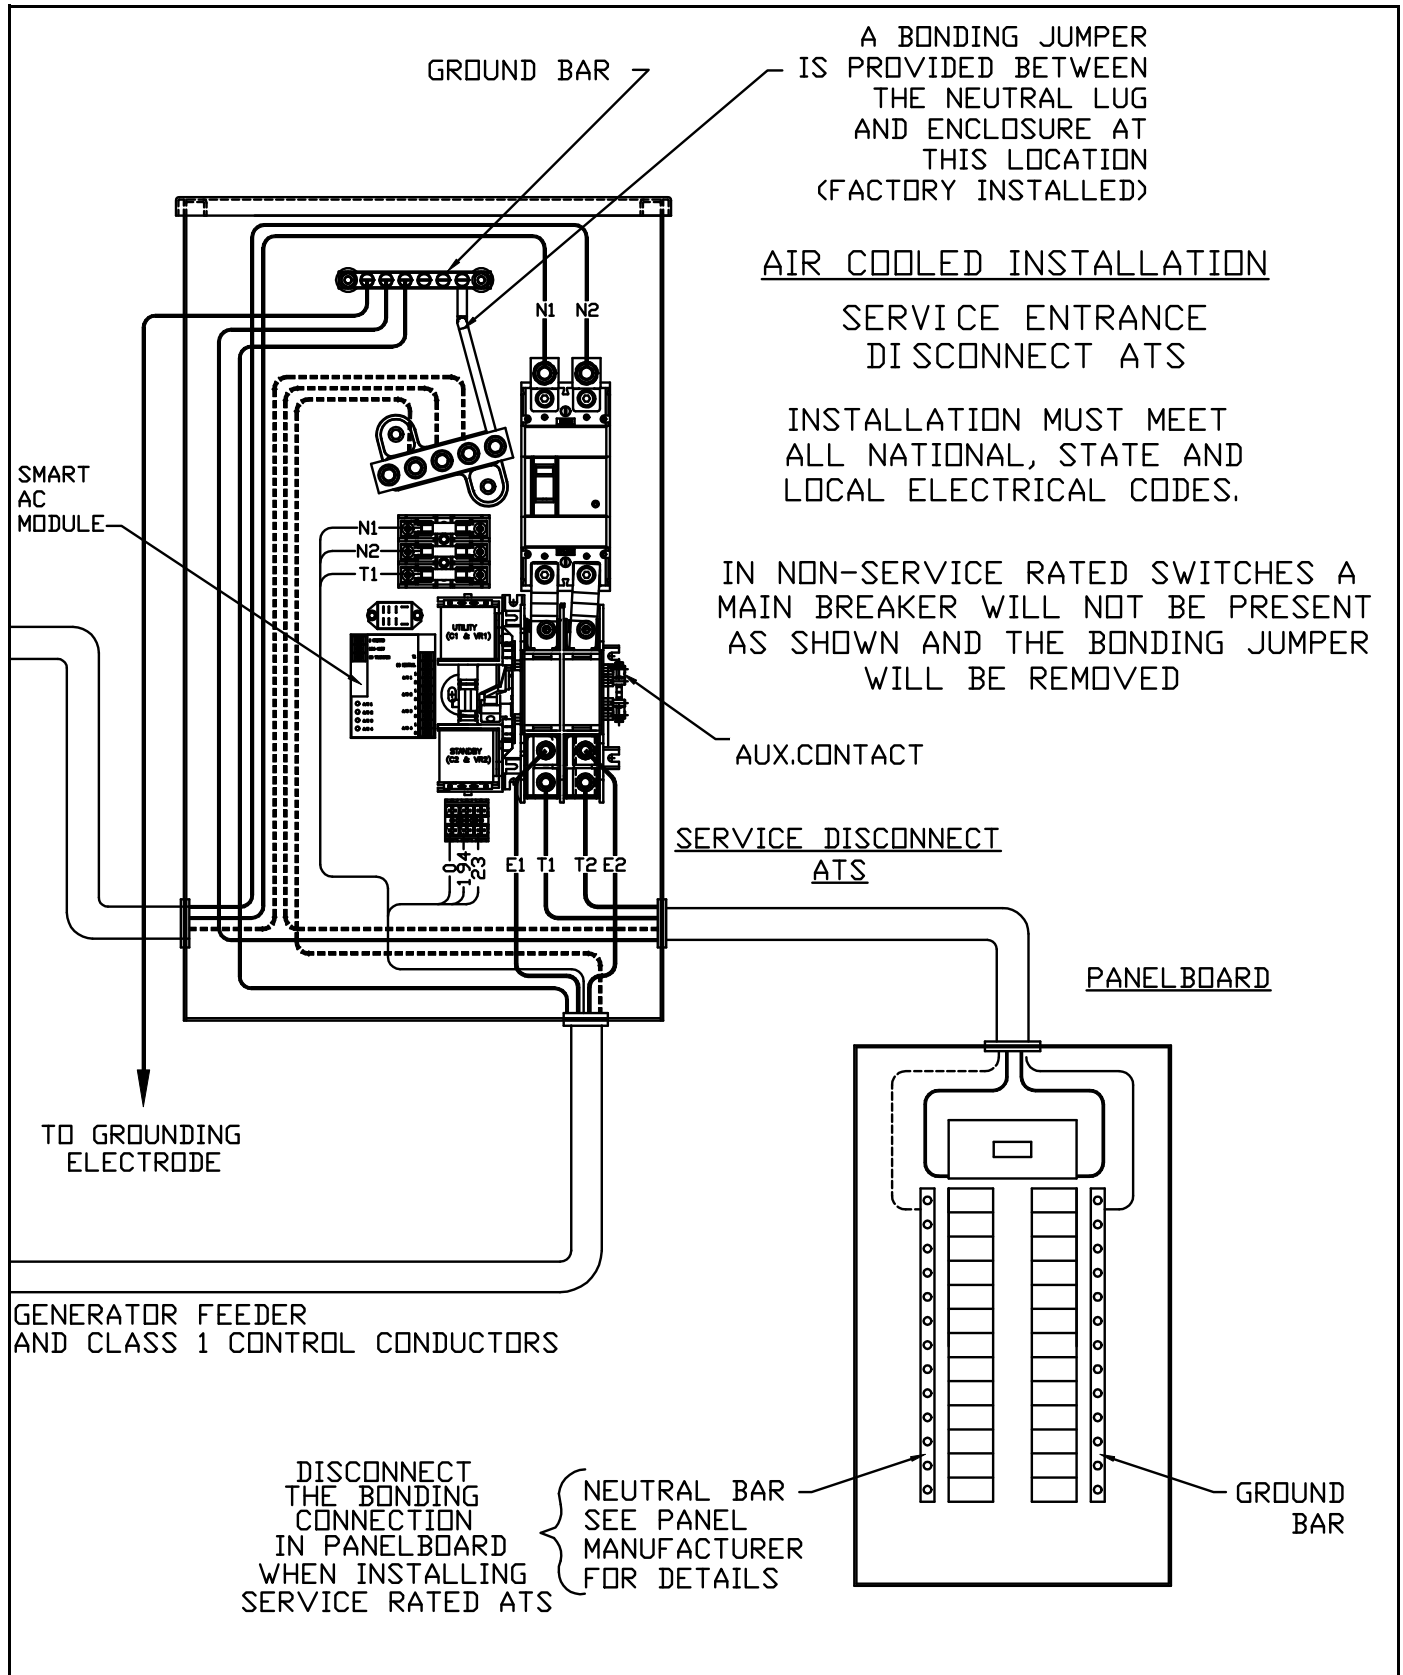 GROUND BAR
A BONDING JUMPER
IS PROVIDED BETWEEN
THE NEUTRAL LUG
AND ENCLOSURE AT
THIS LOCATION
(FACTORY INSTALLED)
AIR COOLED INSTALLATION
SERVICE ENTRANCE
DISCONNECT ATS
INSTALLATION MUST MEET
ALL NATIONAL, STATE AND
LOCAL ELECTRICAL CODES.
IN NON-SERVICE RATED SWITCHES A
MAIN BREAKER WILL NOT BE PRESENT
AS SHOWN AND THE BONDING JUMPER
WILL BE REMOVED
N1 N2
SMART
AC
MODULE
N1
N2
T1
UTILITY
(C1 & VR1)
STANDBY
(C2 & VR2)
AUX.CONTACT
0
194
23
E1 T1 T2 E2
SERVICE DISCONNECT
ATS
PANELBOARD
TO GROUNDING
ELECTRODE
GENERATOR FEEDER
AND CLASS 1 CONTROL CONDUCTORS
DISCONNECT
THE BONDING
CONNECTION
IN PANELBOARD
WHEN INSTALLING
SERVICE RATED ATS
NEUTRAL BAR
SEE PANEL
MANUFACTURER
FOR DETAILS
GROUND
BAR